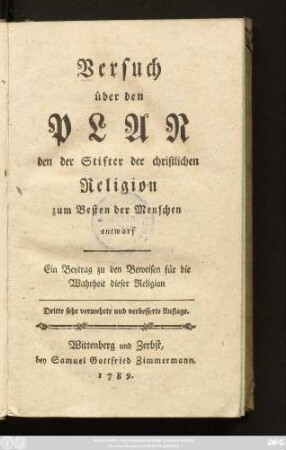 Versuch
über den
PLAN
den der Stifter der christlichen
Religion
zum Besten der Menschen
entwarf
Ein Beytrag zu den Beweisen für die
Wahrheit dieser Religion
Dritte sehr vermehrte und verbesserte Auflage.
Wittenberg und Zerbst,
bey Samuel Gottfried Zimmermann.
1789.